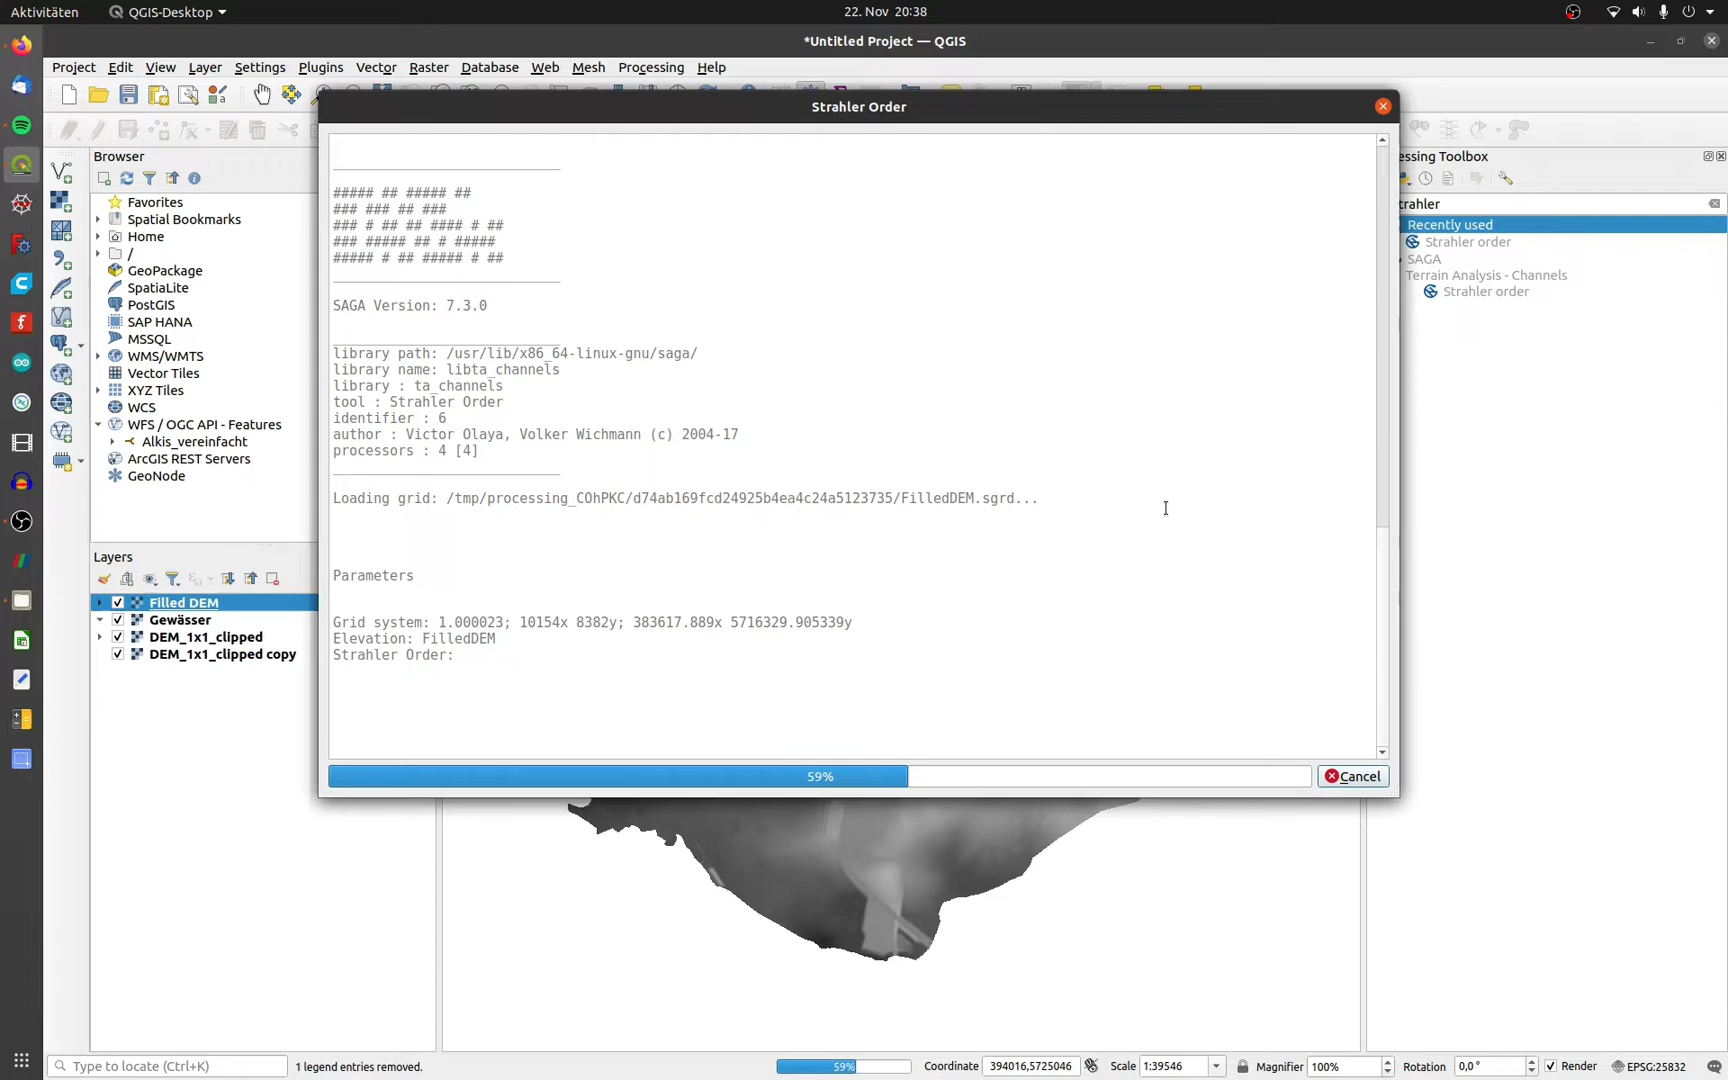 Aktivitäten
QGIS-Desktop
22. Nov 20:38
*Untitled Project — QGIS
Project Edit View Layer Settings Plugins Vector Raster Database Web Mesh Processing Help
Strahler Order
Browser
Favorites
Spatial Bookmarks
Home
/
GeoPackage
SpatiaLite
PostGIS
SAP HANA
MSSQL
WMS/WMTS
Vector Tiles
XYZ Tiles
WCS
WFS / OGC API - Features
Alkis_vereinfacht
ArcGIS REST Servers
GeoNode
Layers
Filled DEM
Gewässer
DEM_1x1_clipped
DEM_1x1_clipped copy
_____________________________
##### ## ##### ##
### ### ## ###
### # ## ## #### # ##
### ##### ## # #####
##### # ## ##### # ##
_____________________________
SAGA Version: 7.3.0
_____________________________
library path: /usr/lib/x86_64-linux-gnu/saga/
library name: libta_channels
library : ta_channels
tool : Strahler Order
identifier : 6
author : Victor Olaya, Volker Wichmann (c) 2004-17
processors : 4 [4]
_____________________________
Loading grid: /tmp/processing_COhPKC/d74ab169fcd24925b4ea4c24a5123735/FilledDEM.sgrd...
Parameters
Grid system: 1.000023; 10154x 8382y; 383617.889x 5716329.905339y
Elevation: FilledDEM
Strahler Order:
59%
Cancel
essing Toolbox
trahler
Recently used
Strahler order
SAGA
Terrain Analysis - Channels
Strahler order
Type to locate (Ctrl+K)
1 legend entries removed.
59%
Coordinate 394016,5725046
Scale 1:39546
Magnifier 100%
Rotation 0,0 °
Render
EPSG:25832